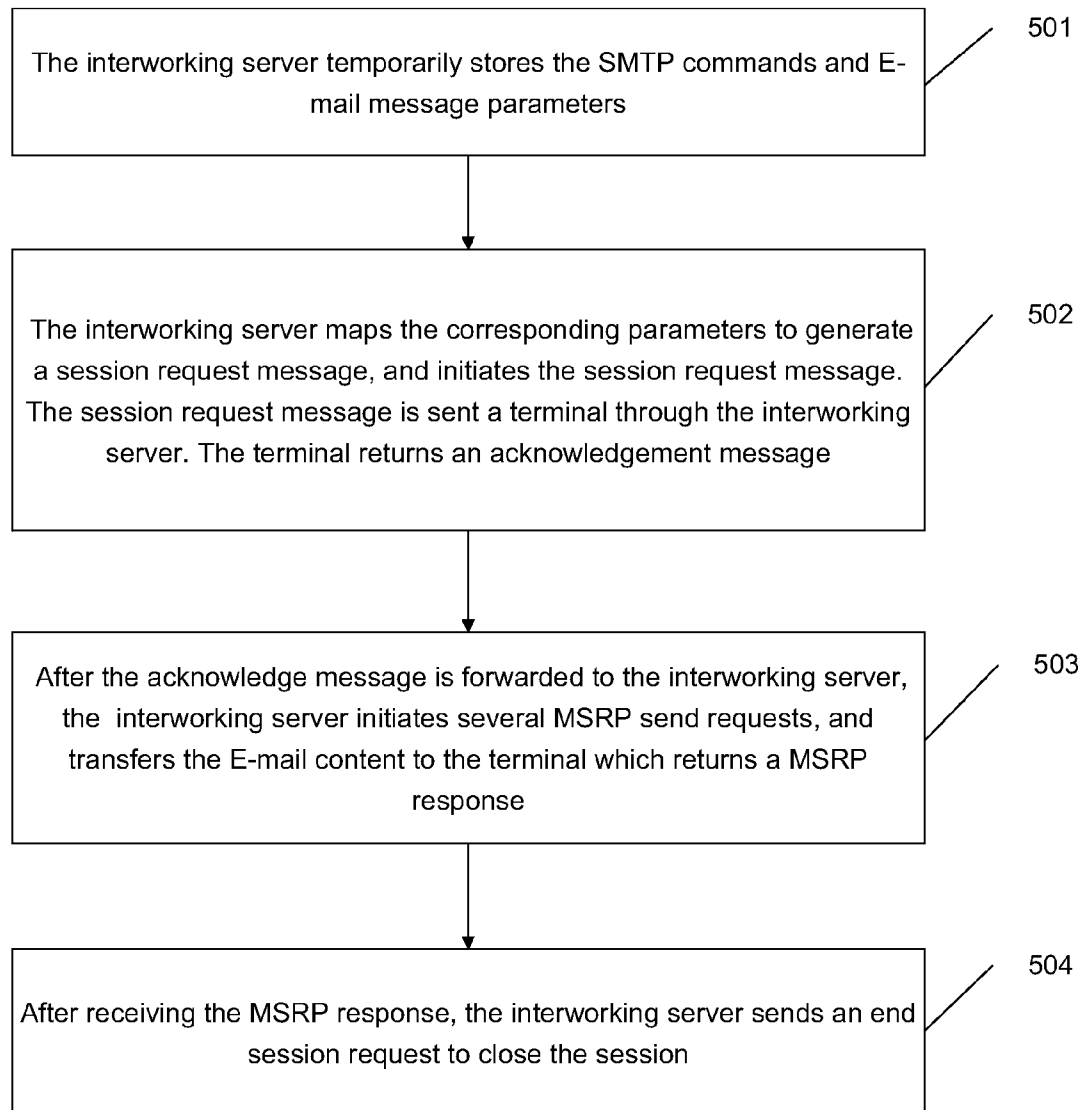 501
The interworking server temporarily stores the SMTP commands and E-
mail message parameters
502
The interworking server maps the corresponding parameters to generate
a session request message, and initiates the session request message.
The session request message is sent a terminal through the interworking
server. The terminal returns an acknowledgement message
503
After the acknowledge message is forwarded to the interworking server,
the interworking server initiates several MSRP send requests, and
transfers the E-mail content to the terminal which returns a MSRP
response
504
After receiving the MSRP response, the interworking server sends an end
session request to close the session